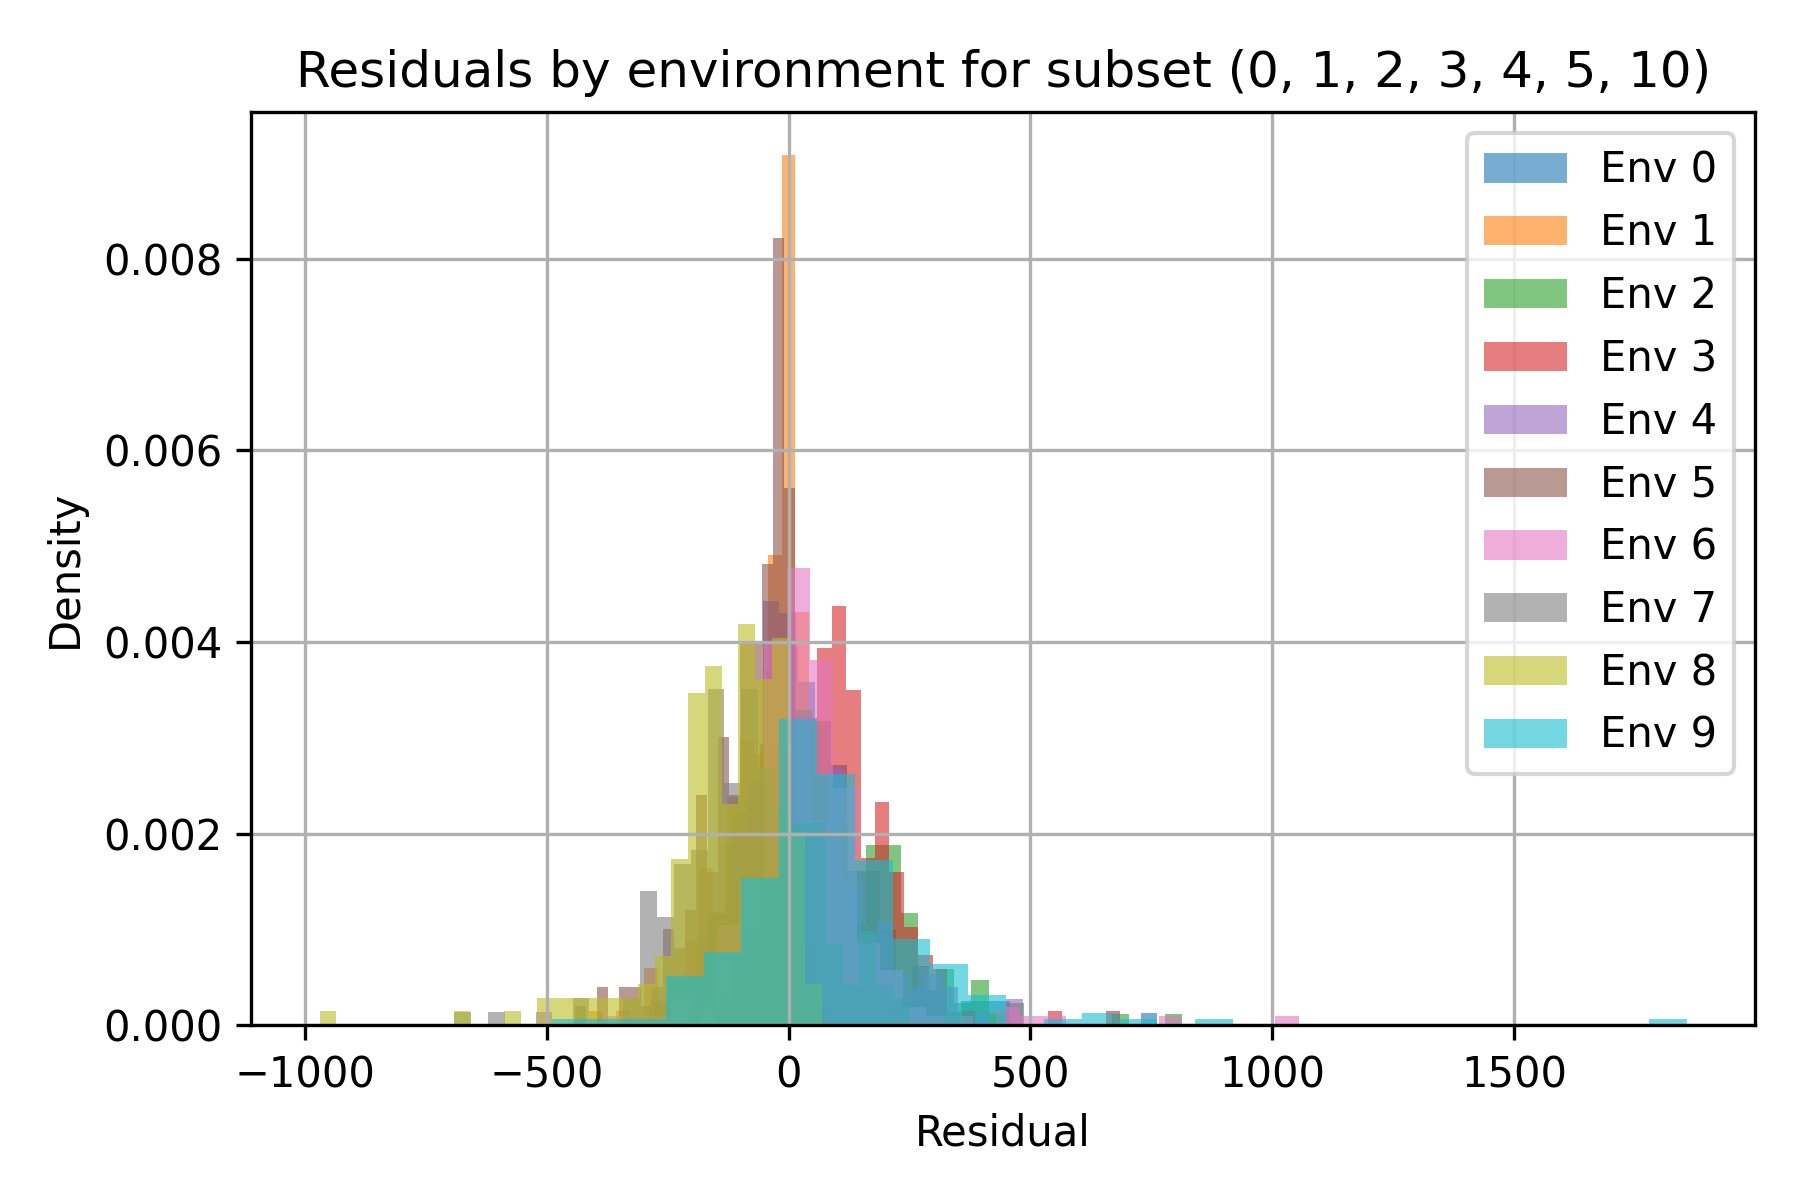 Residuals by environment for subset (0, 1, 2, 3, 4, 5, 10)
Env 0
Env 1
Env 2
Env 3
Env 4
Env 5
Env 6
Env 7
Env 8
Env 9
Density
0.008
0.006
0.004
0.002
0.000
−1000
−500
0
500
1000
1500
Residual